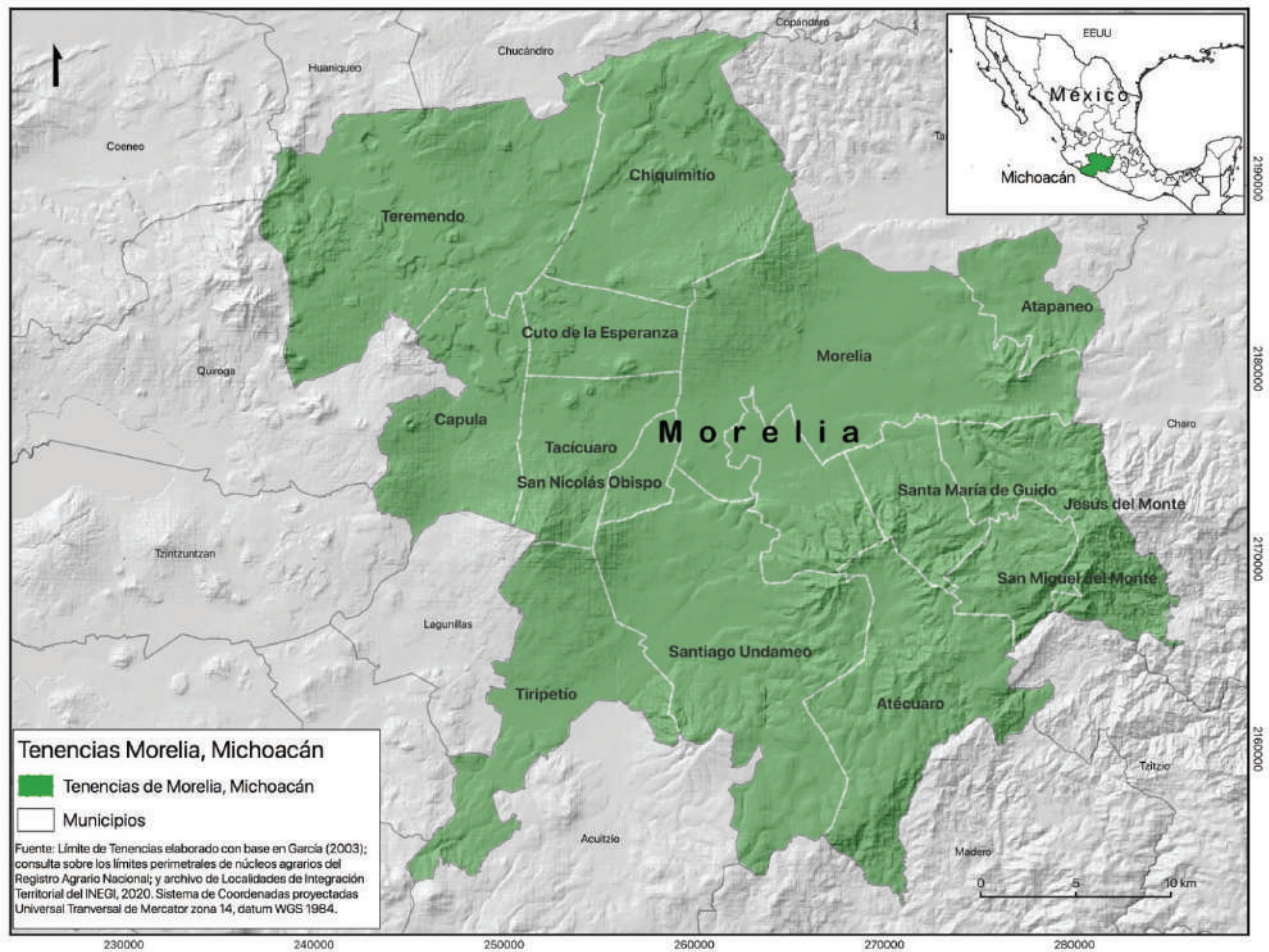 Copándaro
EEUU
Chucándiro
Huaniqueo
México
Coeneo
Ta
Michoacán
Chiquimitío
Teremendo
Atapaneo
Cuto de la Esperanza
Morelia
Quiroga
Capula
Charo
Morelia
Tacícuaro
San Nicolás Obispo
Santa María de Guido
Jesús del Monte
Tzintzuntzan
San Miguel del Monte
Lagunillas
Santiago Undameo
Tiripetío
Atécuaro
Tzitzio
Acuitzio
Madero
Tenencias Morelia, Michoacán
Tenencias de Morelia, Michoacán
Municipios
Fuente: Límite de Tenencias elaborado con base en García (2003);
consulta sobre los límites perimetrales de núcleos agrarios del
Registro Agrario Nacional; y archivo de Localidades de Integración
Territorial del INEGI, 2020. Sistema de Coordenadas proyectadas
Universal Tranversal de Mercator zona 14, datum WGS 1984.
0 5 10 km
2190000
2180000
2170000
2160000
230000 240000 250000 260000 270000 280000